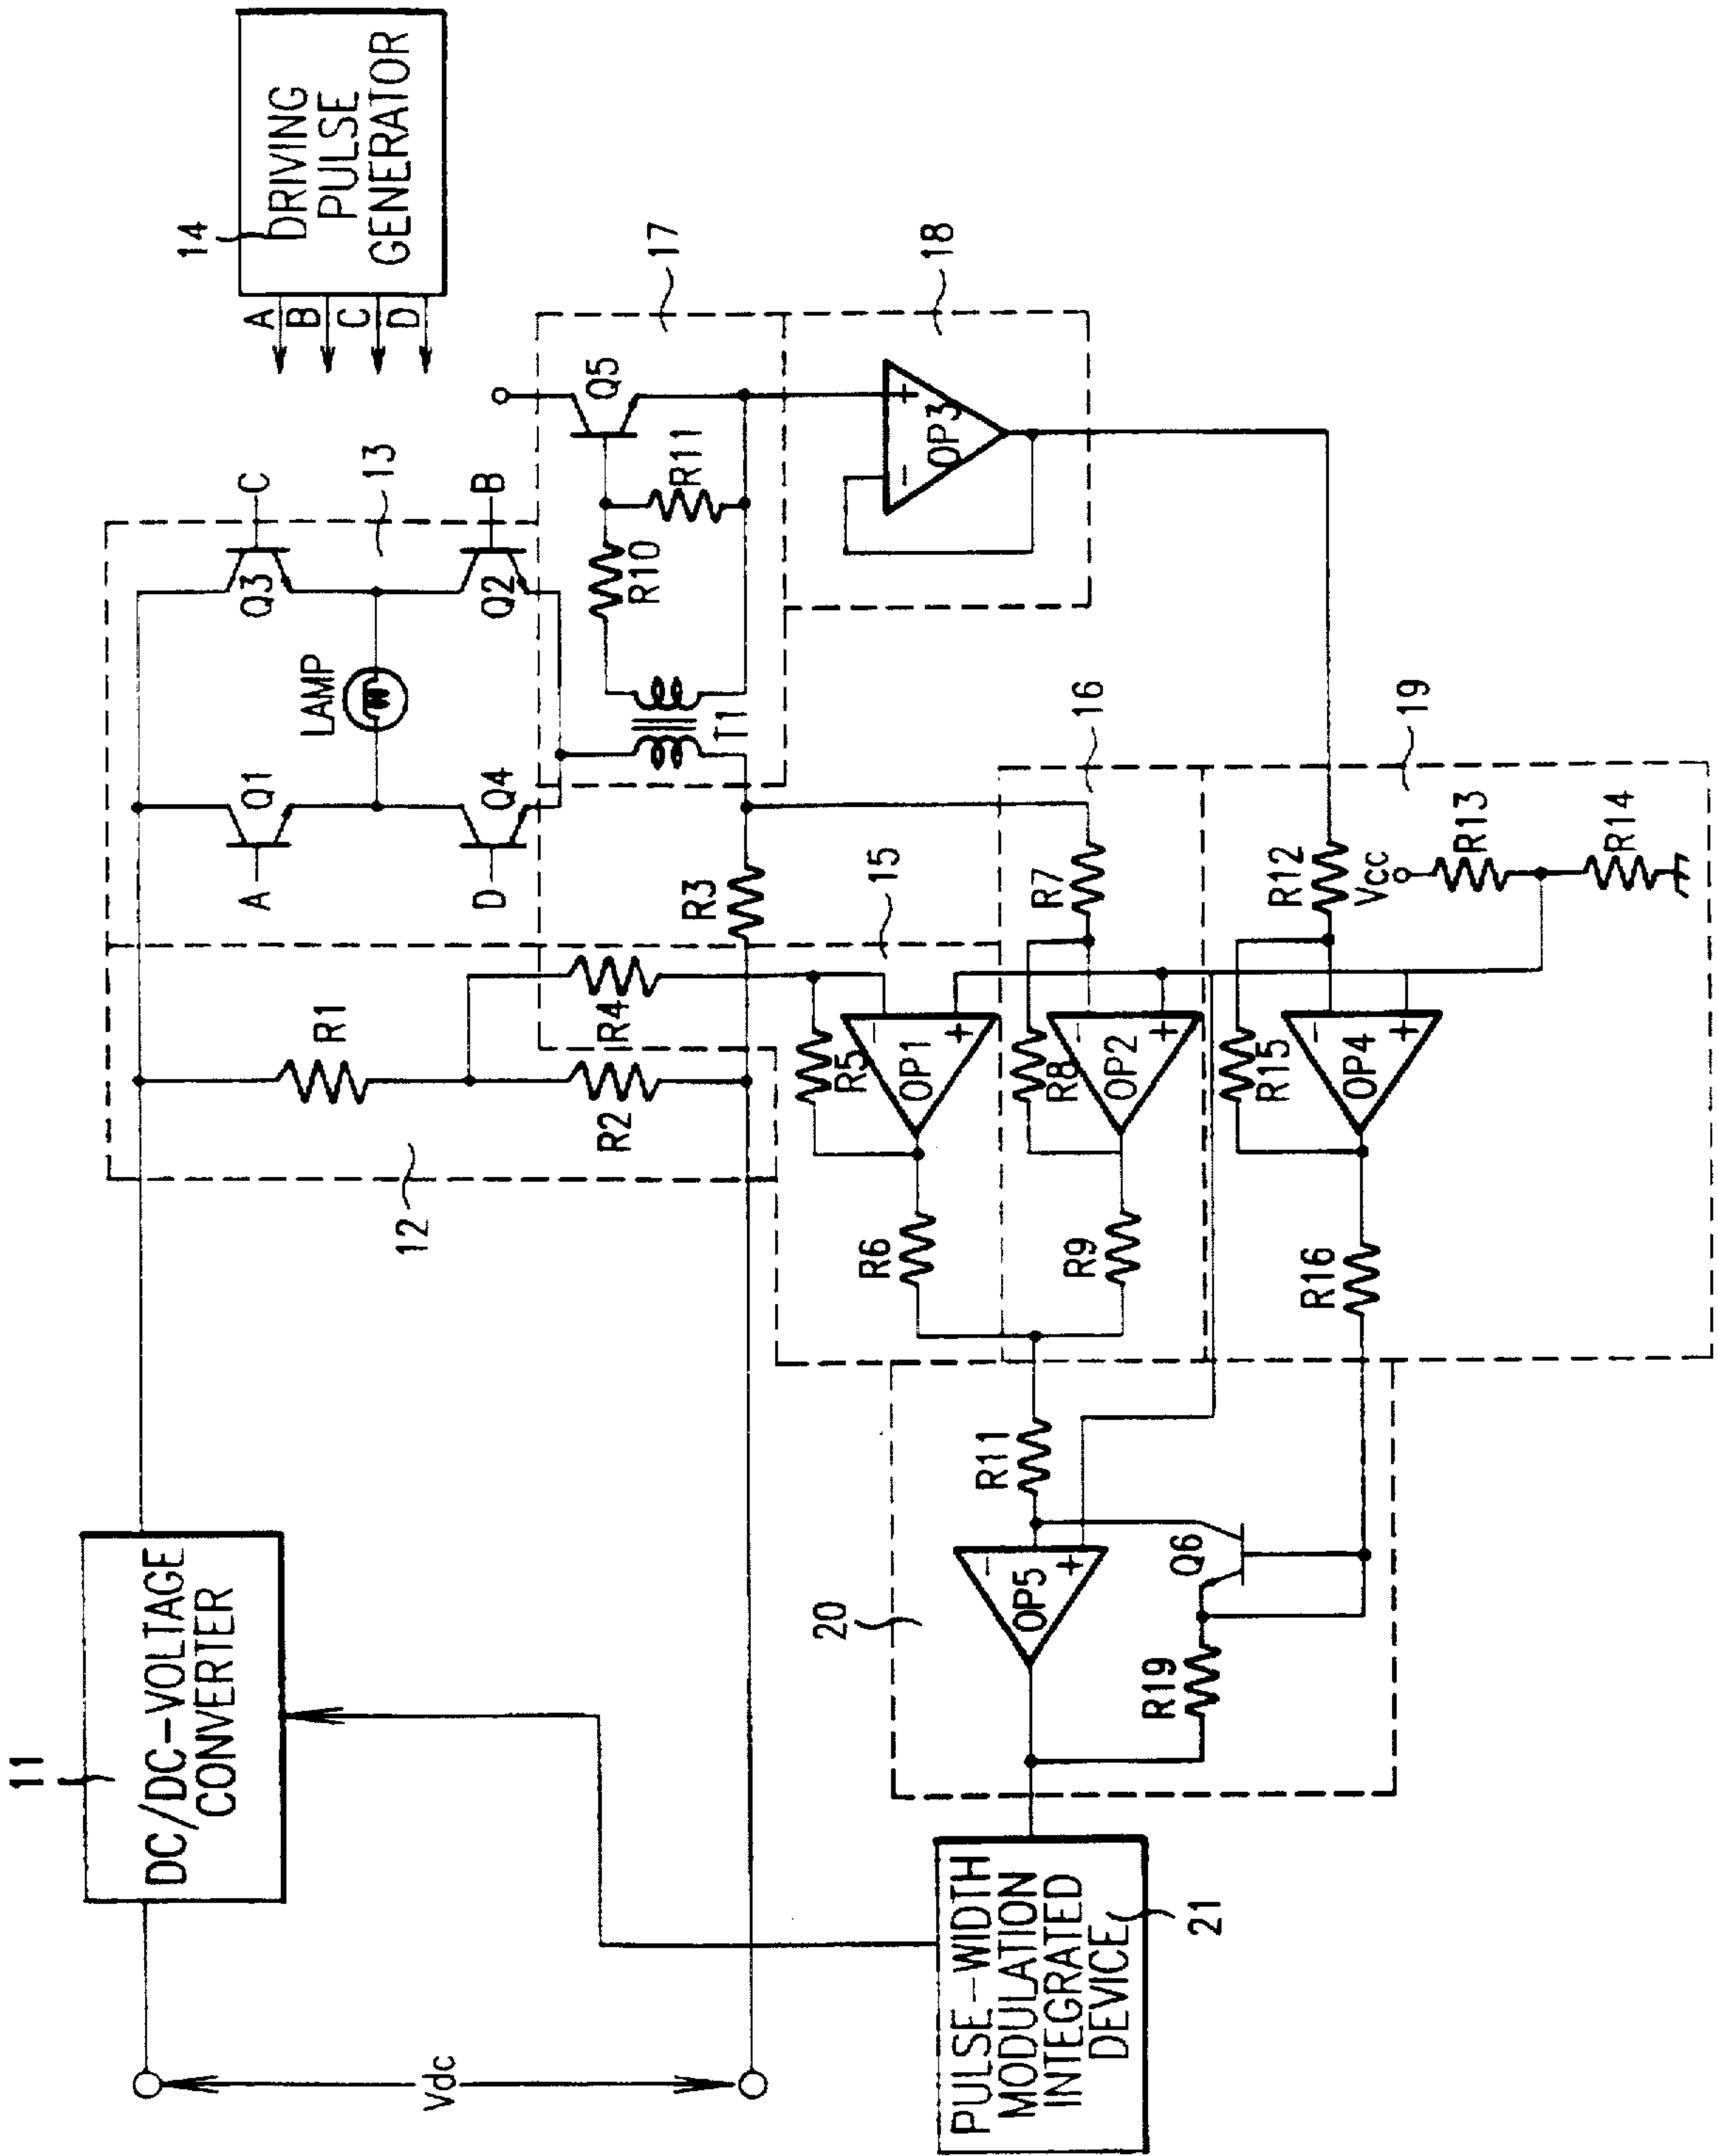 11
DC/DC-VOLTAGE
CONVERTER
Vdc
12
R1
R2
R4
A
Q1
C
Q3
LAMP
13
D
Q4
B
Q2
14
DRIVING
PULSE
GENERATOR
A
B
C
D
R3
T1
R10
R11
Q5
17
15
R5
OP1
-
+
R6
16
R7
R8
OP2
-
+
R9
18
OP3
-
+
19
R12
Vcc
R13
R14
R15
OP4
-
+
R16
20
R11
OP5
-
+
Q6
R19
PULSE-WIDTH
MODULATION
INTEGRATED
DEVICE
21